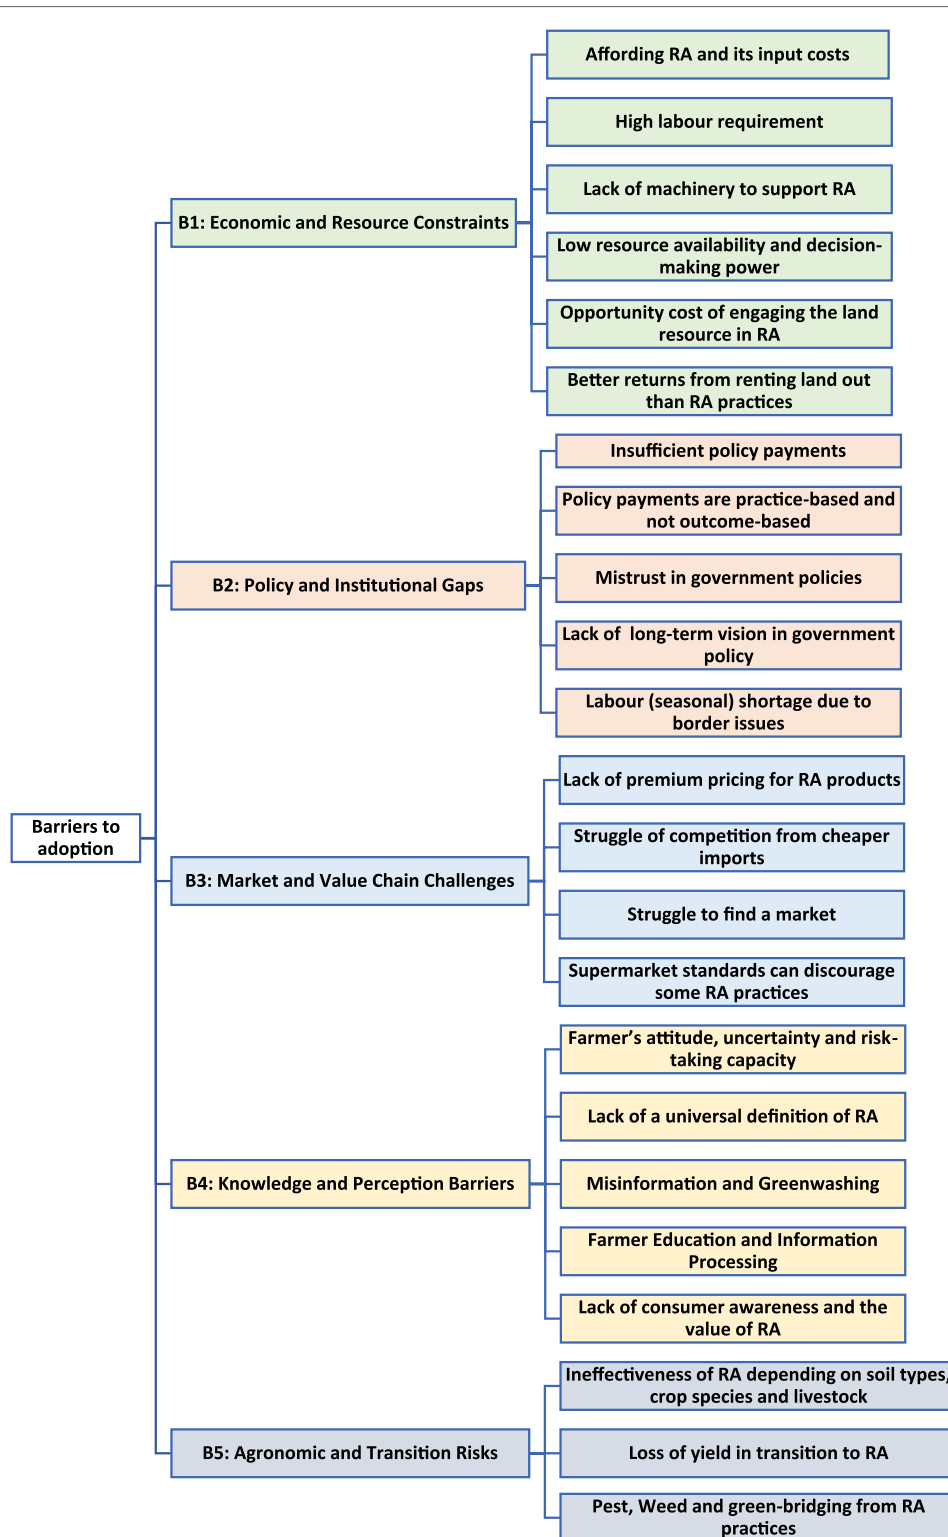 Barriers to
adoption
B1: Economic and Resource Constraints
Affording RA and its input costs
High labour requirement
Lack of machinery to support RA
Low resource availability and decision-
making power
Opportunity cost of engaging the land
resource in RA
Better returns from renting land out
than RA practices
B2: Policy and Institutional Gaps
Insufficient policy payments
Policy payments are practice-based and
not outcome-based
Mistrust in government policies
Lack of  long-term vision in government
policy
Labour (seasonal) shortage due to
border issues
B3: Market and Value Chain Challenges
Lack of premium pricing for RA products
Struggle of competition from cheaper
imports
Struggle to find a market
Supermarket standards can discourage
some RA practices
B4: Knowledge and Perception Barriers
Farmer’s attitude, uncertainty and risk-
taking capacity
Lack of a universal definition of RA
Misinformation and Greenwashing
Farmer Education and Information
Processing
Lack of consumer awareness and the
value of RA
B5: Agronomic and Transition Risks
Ineffectiveness of RA depending on soil types,
crop species and livestock
Loss of yield in transition to RA
Pest, Weed and green-bridging from RA
practices